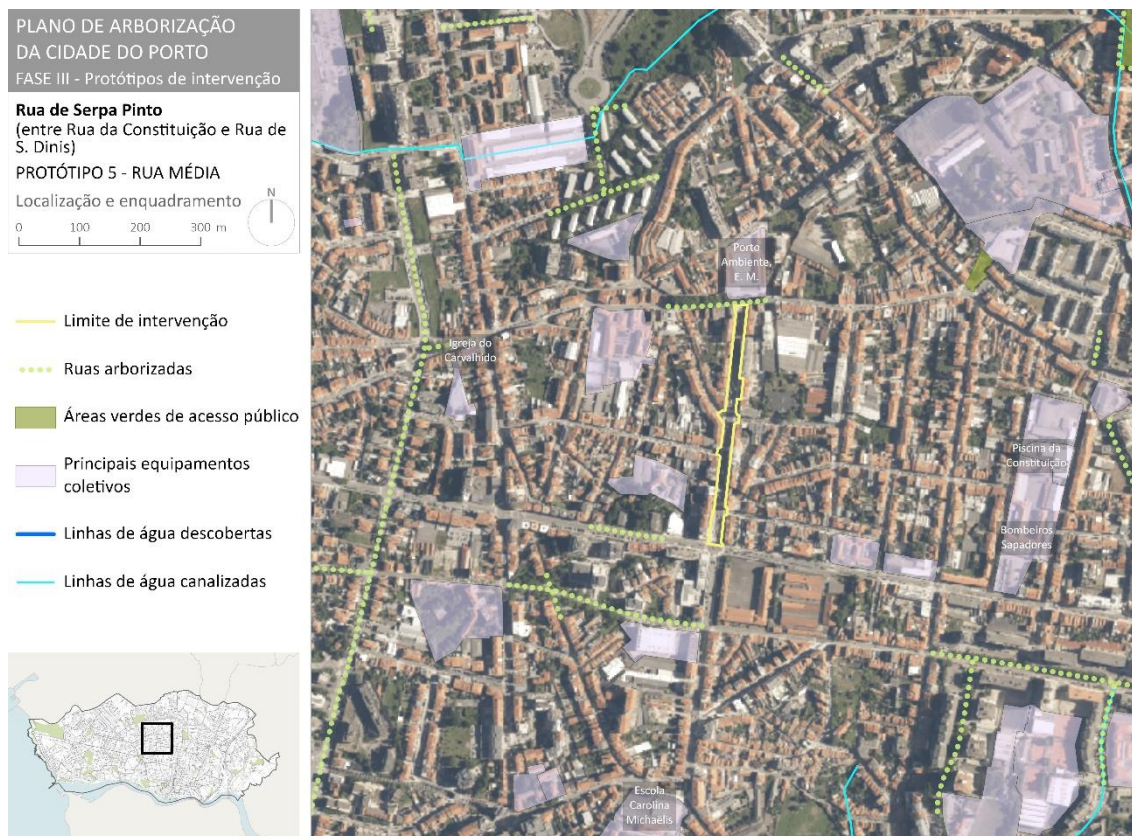 PLANO DE ARBORIZAÇÃO
DA CIDADE DO PORTO
FASE III - Protótipos de intervenção
Rua de Serpa Pinto
(entre Rua da Constituição e Rua de
S. Dinis)
PROTÓTIPO 5 - RUA MÉDIA
Localização e enquadramento
N
0 100 200 300 m
Limite de intervenção
Ruas arborizadas
Áreas verdes de acesso público
Principais equipamentos
coletivos
Linhas de água descobertas
Linhas de água canalizadas
Porto
Ambiente,
E. M.
Igreja do
Carvalhido
Piscina da
Constituição
Bombeiros
Sapadores
Escola
Carolina
Michaelis